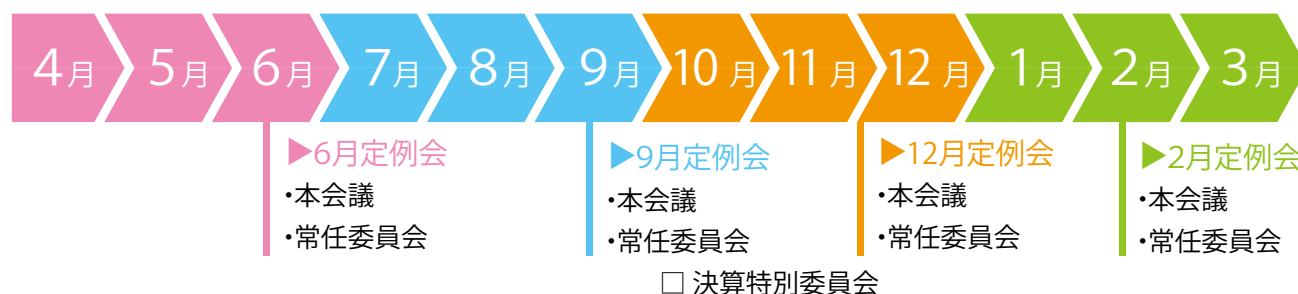 4月 5月 6月 7月 8月 9月 10月 11月 12月 1月 2月 3月
▶6月定例会
・本会議
・常任委員会
▶9月定例会
・本会議
・常任委員会
□ 決算特別委員会
▶12月定例会
・本会議
・常任委員会
▶2月定例会
・本会議
・常任委員会